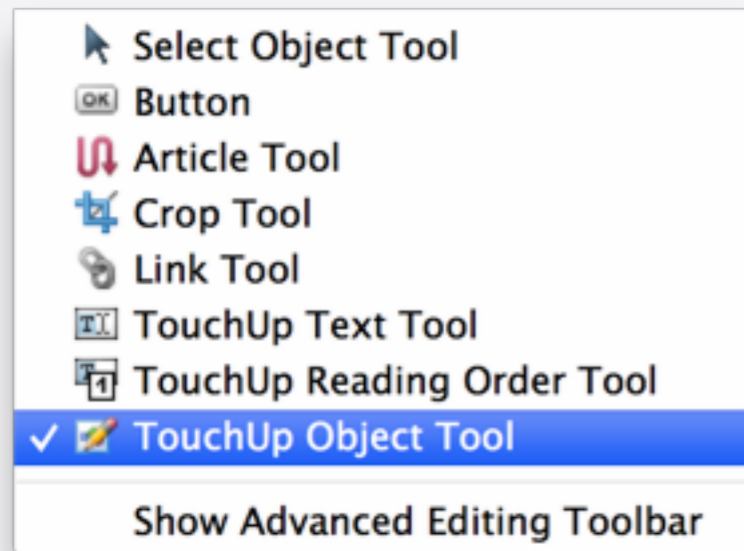 Select Object Tool
OK Button
Article Tool
Crop Tool
Link Tool
T TouchUp Text Tool
T 1 TouchUp Reading Order Tool
✓ TouchUp Object Tool
Show Advanced Editing Toolbar